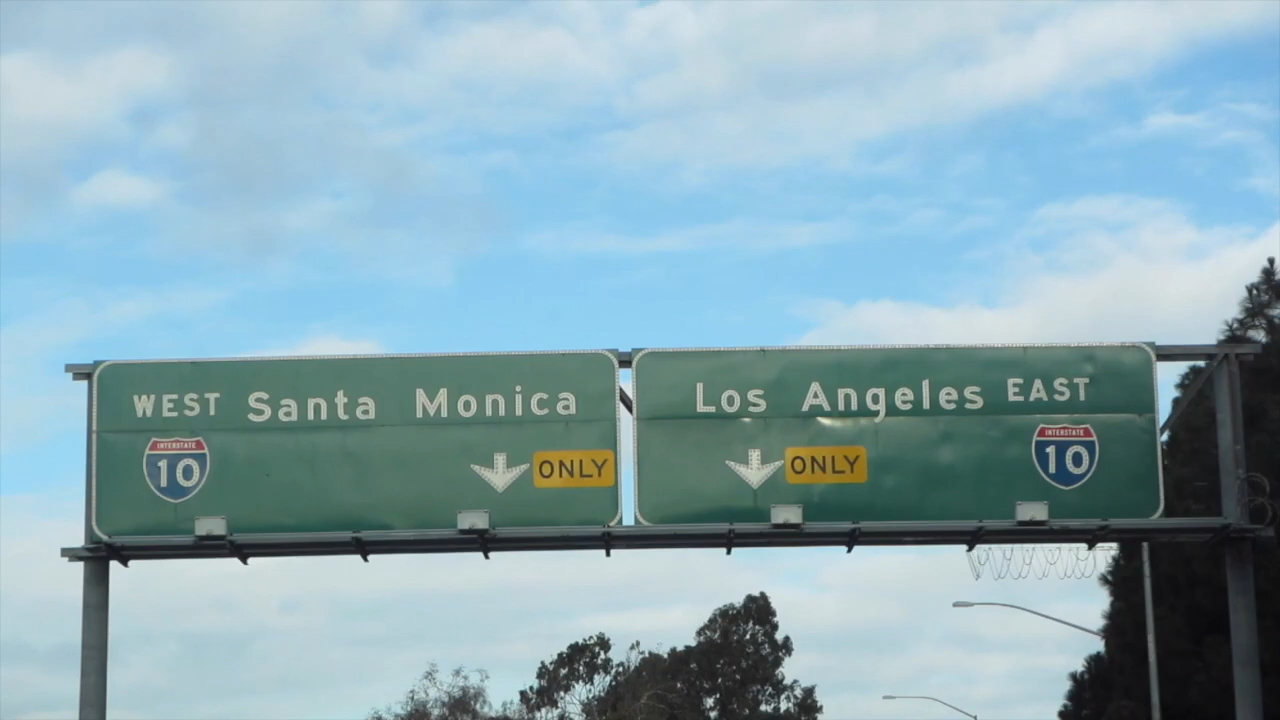 WEST Santa Monica
INTERSTATE
10
ONLY
Los Angeles EAST
ONLY
INTERSTATE
10